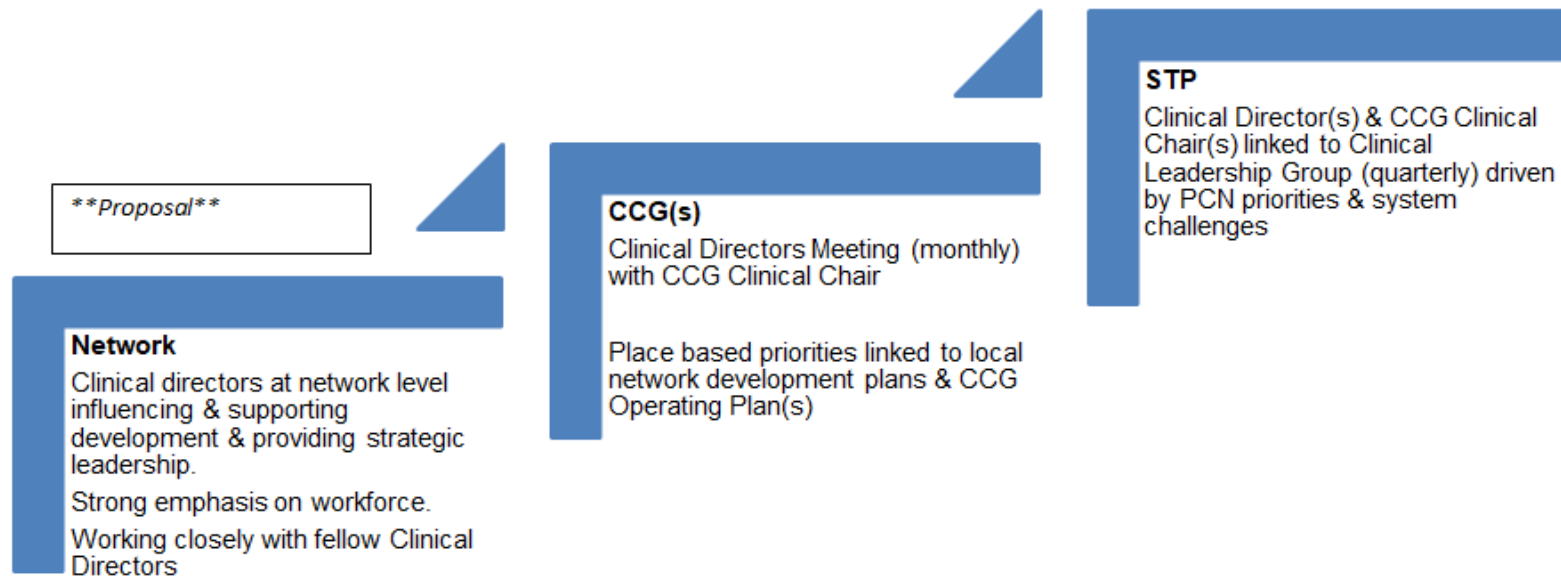 **Proposal**
Network
Clinical directors at network level
influencing & supporting
development & providing strategic
leadership.
Strong emphasis on workforce.
Working closely with fellow Clinical
Directors
CCG(s)
Clinical Directors Meeting (monthly)
with CCG Clinical Chair
Place based priorities linked to local
network development plans & CCG
Operating Plan(s)
STP
Clinical Director(s) & CCG Clinical
Chair(s) linked to Clinical
Leadership Group (quarterly) driven
by PCN priorities & system
challenges